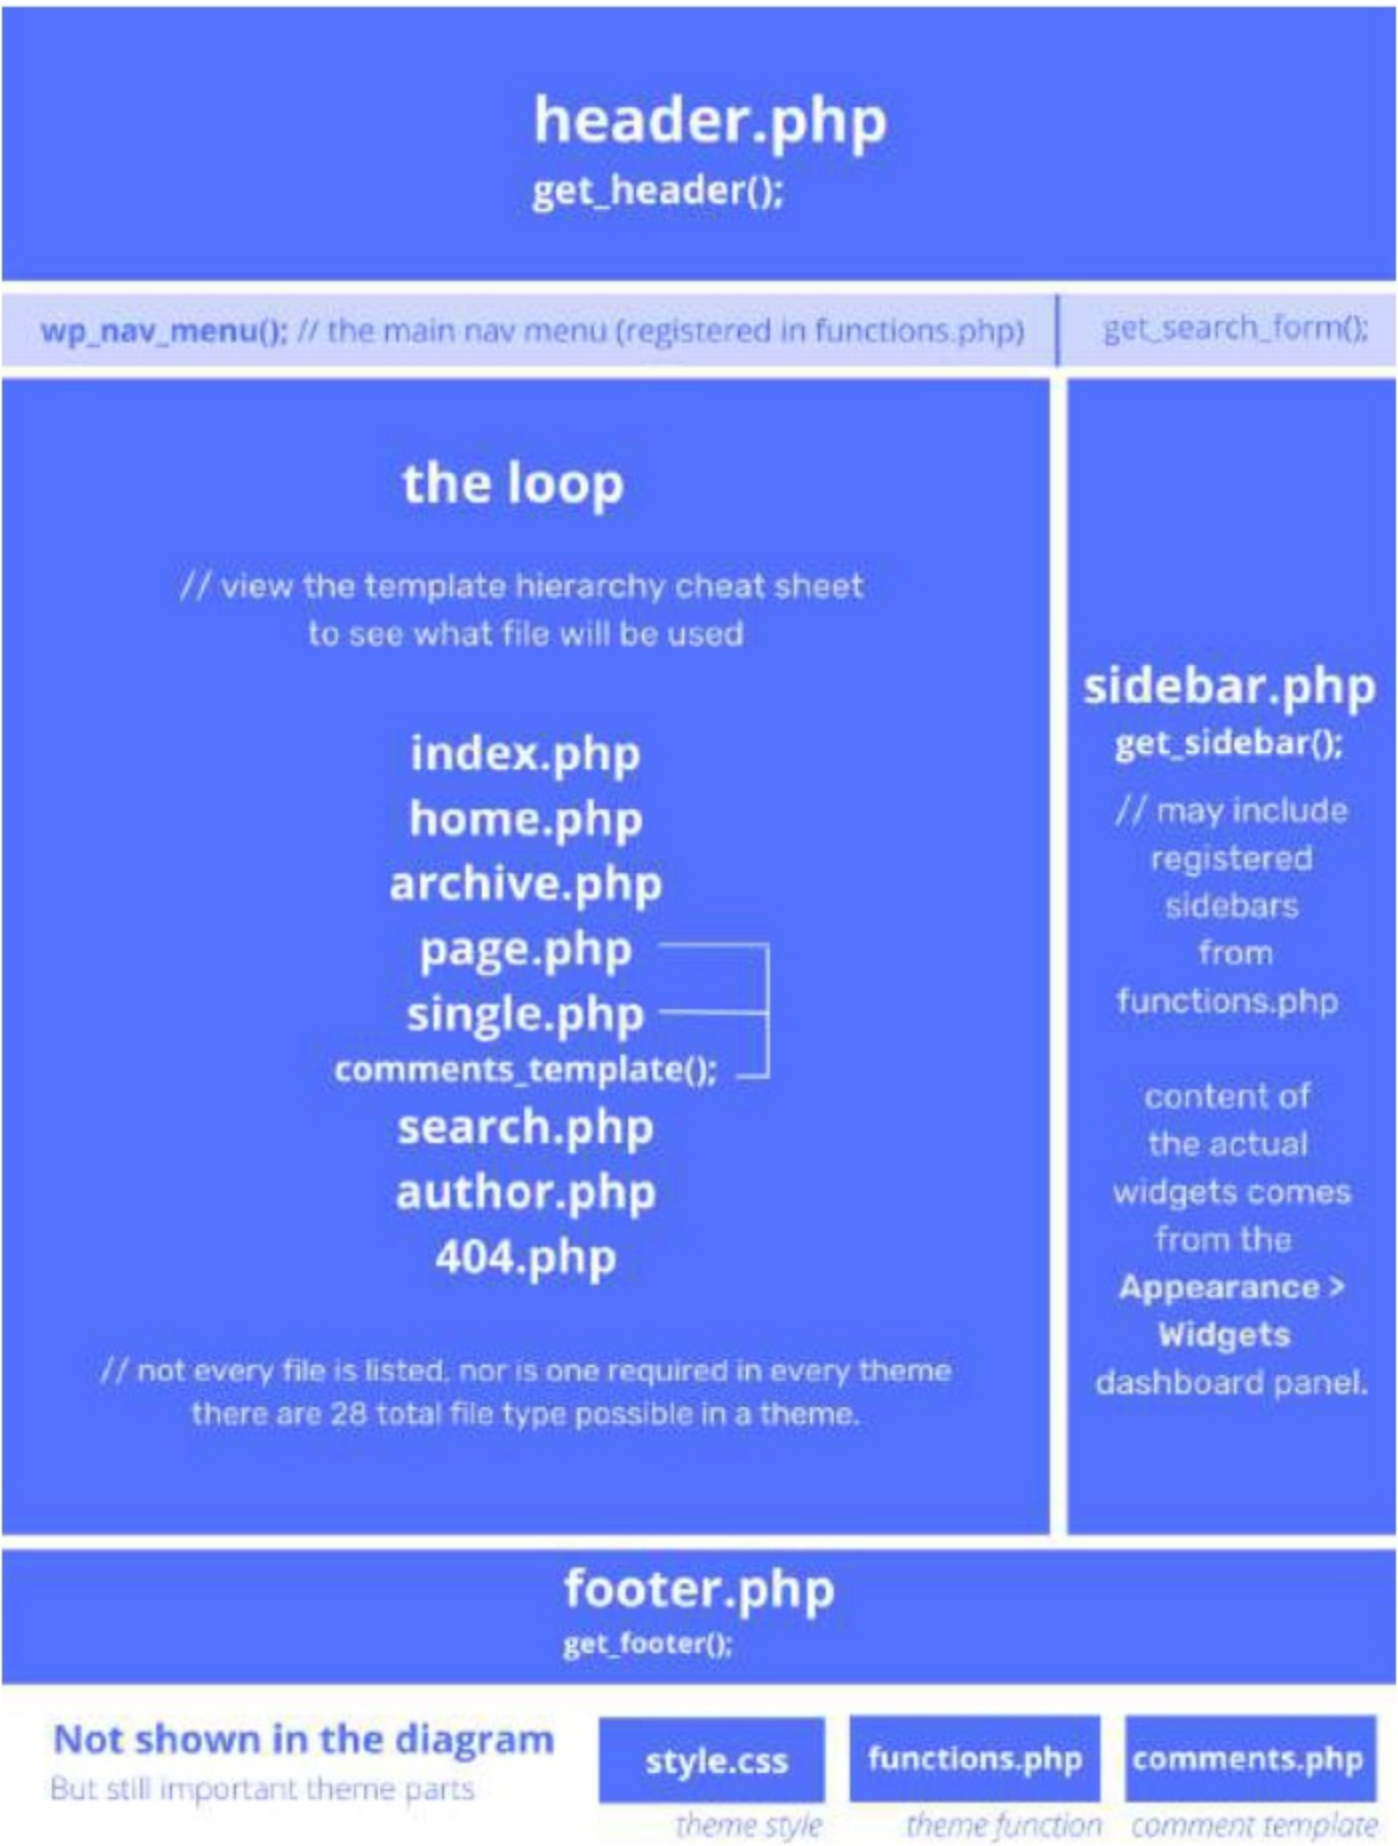 header.php
get_header();
wp_nav_menu(); // the main nav menu (registered in functions.php)
get_search_form();
the loop
// view the template hierarchy cheat sheet
to see what file will be used
index.php
home.php
archive.php
page.php
single.php
comments_template();
search.php
author.php
404.php
// not every file is listed, nor is one required in every theme
there are 28 total file type possible in a theme.
sidebar.php
get_sidebar();
// may include
registered
sidebars
from
functions.php
content of
the actual
widgets comes
from the
Appearance >
Widgets
dashboard panel.
footer.php
get_footer();
Not shown in the diagram
But still important theme parts
style.css
theme style
functions.php
theme function
comments.php
comment template